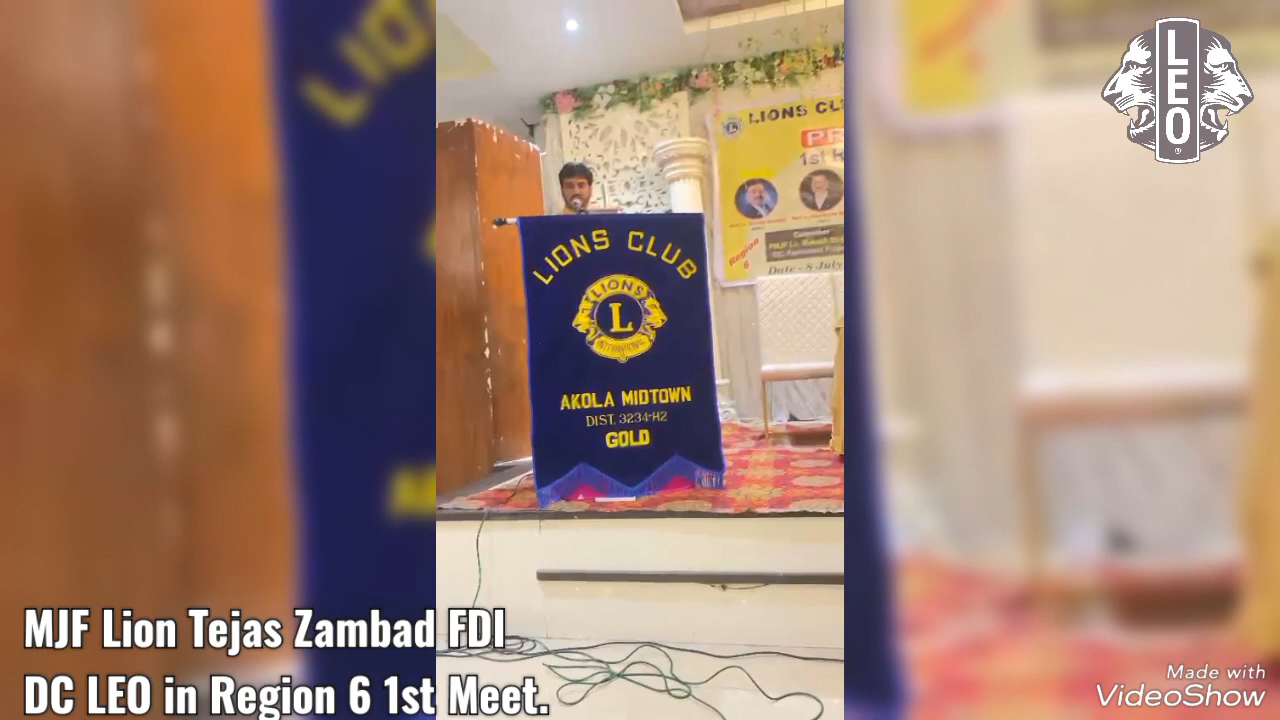 LEO
LIONS CL
1st
Region
6
Date - 8 July
LIONS CLUB
LIONS
L
INTERNATIONAL
AKOLA MIDTOWN
DIST. 3234-H2
GOLD
MJF Lion Tejas Zambad FDI
DC LEO in Region 6 1st Meet.
Made with
VideoShow